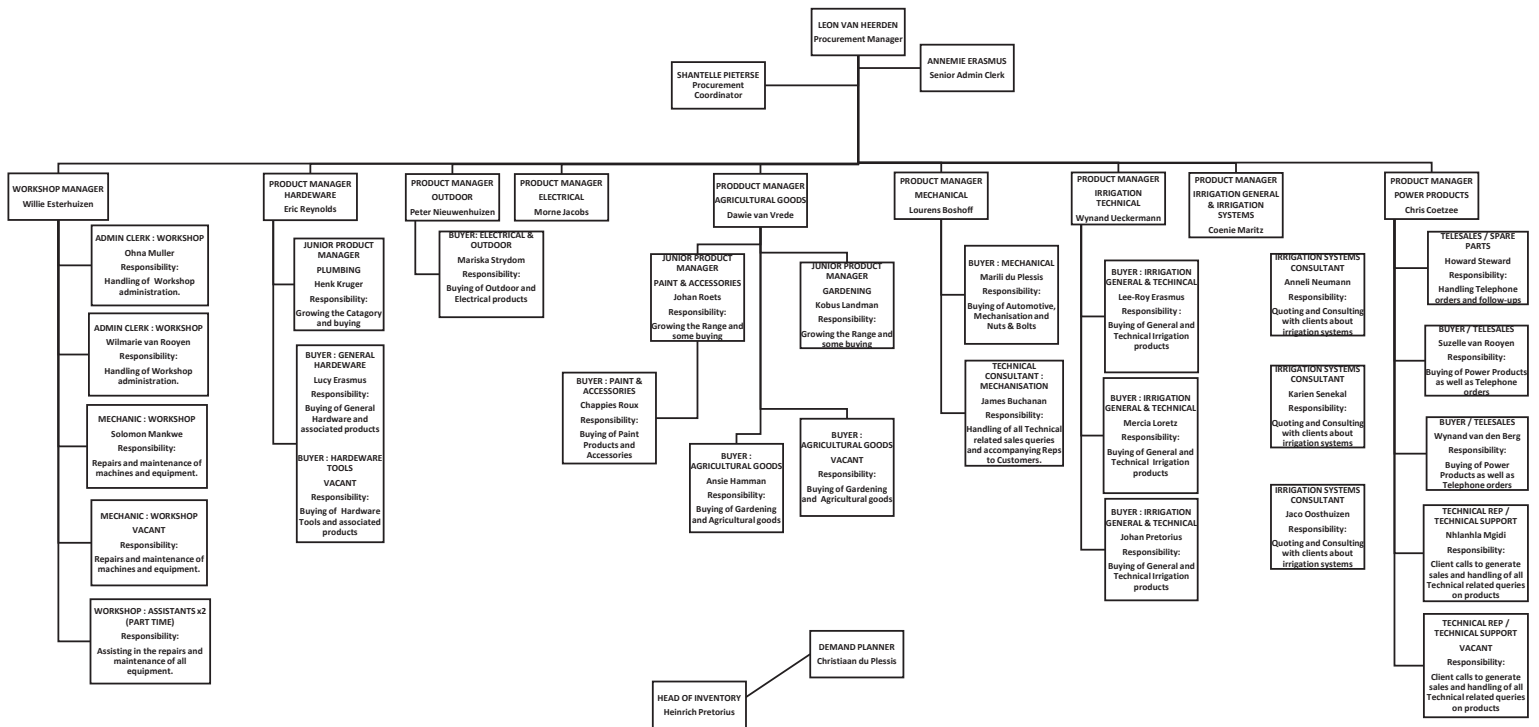 LEON VAN HEERDEN
Procurement Manager
ANNEMIE ERASMUS
Senior Admin Clerk
SHANTELLE PIETERSE
Procurement
Coordinator
WORKSHOP MANAGER
Willie Esterhuizen
ADMIN CLERK : WORKSHOP
Ohna Muller
Responsibility:
Handling of Workshop
administration.
ADMIN CLERK : WORKSHOP
Wilmarie van Rooyen
Responsibility:
Handling of Workshop
administration.
MECHANIC : WORKSHOP
Solomon Mankwe
Responsibility:
Repairs and maintenance of
machines and equipment.
MECHANIC : WORKSHOP
VACANT
Responsibility:
Repairs and maintenance of
machines and equipment.
WORKSHOP : ASSISTANTS x2
(PART TIME)
Responsibility:
Assisting in the repairs and
maintenance of all
equipment.
PRODUCT MANAGER
HARDWARE
Eric Reynolds
JUNIOR PRODUCT
MANAGER
PLUMBING
Henk Kruger
Responsibility:
Growing the Catagory
and buying
BUYER : GENERAL
HARDWARE
Lucy Erasmus
Responsibility:
Buying of General
Hardware and
associated products
BUYER : HARDWARE
TOOLS
VACANT
Responsibility:
Buying of Hardware
Tools and associated
products
PRODUCT MANAGER
OUTDOOR
Peter Nieuwenhuizen
BUYER: ELECTRICAL &
OUTDOOR
Mariska Strydom
Responsibility:
Buying of Outdoor and
Electrical products
PRODUCT MANAGER
ELECTRICAL
Morne Jacobs
PRODDUCT MANAGER
AGRICULTURAL GOODS
Dawie van Vrede
JUNIOR PRODUCT
MANAGER
PAINT & ACCESSORIES
Johan Roets
Responsibility:
Growing the Range and
some buying
JUNIOR PRODUCT
MANAGER
GARDENING
Kobus Landman
Responsibility:
Growing the Range and
some buying
BUYER : PAINT &
ACCESSORIES
Chappies Roux
Responsibility:
Buying of Paint
Products and
Accessories
BUYER :
AGRICULTURAL GOODS
Ansie Hamman
Responsibility:
Buying of Gardening
and Agricultural goods
BUYER :
AGRICULTURAL GOODS
VACANT
Responsibility:
Buying of Gardening
and Agricultural goods
PRODUCT MANAGER
MECHANICAL
Lourens Boshoff
BUYER : MECHANICAL
Marili du Plessis
Responsibility:
Buying of Automotive,
Mechanisation and
Nuts & Bolts
TECHNICAL
CONSULTANT :
MECHANISATION
James Buchanan
Responsibility:
Handling of all Technical
related sales queries
and accompanying Reps
to Customers.
PRODUCT MANAGER
IRRIGATION
TECHNICAL
Wynand Ueckermann
BUYER : IRRIGATION
GENERAL & TECHINCAL
Lee-Roy Erasmus
Responsibility :
Buying of General and
Technical Irrigation
products
BUYER : IRRIGATION
GENERAL & TECHNICAL
Mercia Loretz
Responsibility:
Buying of General and
Technical Irrigation
products
BUYER : IRRIGATION
GENERAL & TECHNICAL
Johan Pretorius
Responsibility:
Buying of General and
Technical Irrigation
products
PRODUCT MANAGER
IRRIGATION GENERAL
& IRRIGATION
SYSTEMS
Coenie Maritz
IRRIGATION SYSTEMS
CONSULTANT
Anneli Neumann
Responsibility:
Quoting and Consulting
with clients about
irrigation systems
IRRIGATION SYSTEMS
CONSULTANT
Karien Senekal
Responsibility:
Quoting and Consulting
with clients about
irrigation systems
IRRIGATION SYSTEMS
CONSULTANT
Jaco Oosthuizen
Responsibility:
Quoting and Consulting
with clients about
irrigation systems
PRODUCT MANAGER
POWER PRODUCTS
Chris Coetzee
TELESALES / SPARE
PARTS
Howard Steward
Responsibility:
Handling Telephone
orders and follow-ups
BUYER / TELESALES
Suzelle van Rooyen
Responsibility:
Buying of Power Products
as well as Telephone
orders
BUYER / TELESALES
Wynand van den Berg
Responsibility:
Buying of Power
Products as well as
Telephone orders
TECHNICAL REP /
TECHNICAL SUPPORT
Nhlanhla Mgidi
Responsibility:
Client calls to generate
sales and handling of all
Technical related queries
on products
TECHNICAL REP /
TECHNICAL SUPPORT
VACANT
Responsibility:
Client calls to generate
sales and handling of all
Technical related queries
on products
DEMAND PLANNER
Christiaan du Plessis
HEAD OF INVENTORY
Heinrich Pretorius